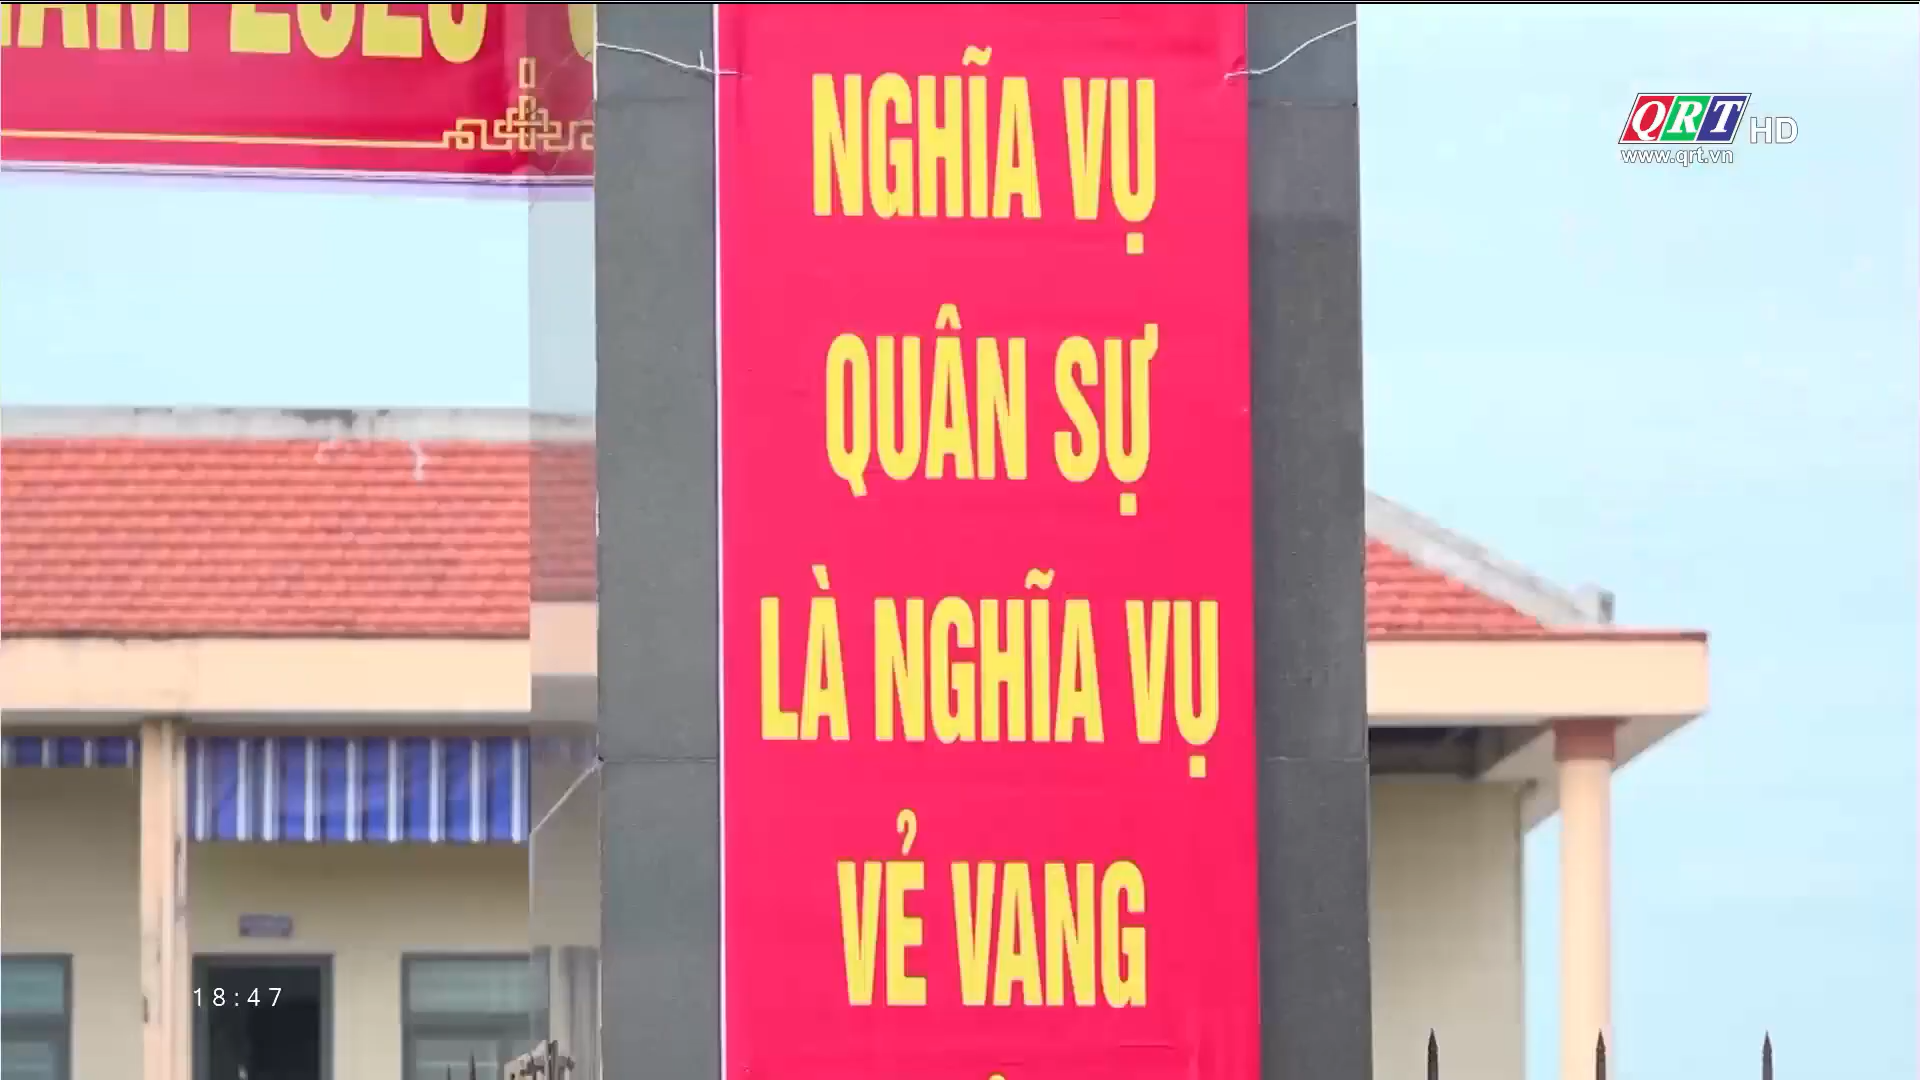 NGHĨA VỤ
QUÂN SỰ
LÀ NGHĨA VỤ
VẺ VANG
QRT HD
www.qrt.vn
18:47